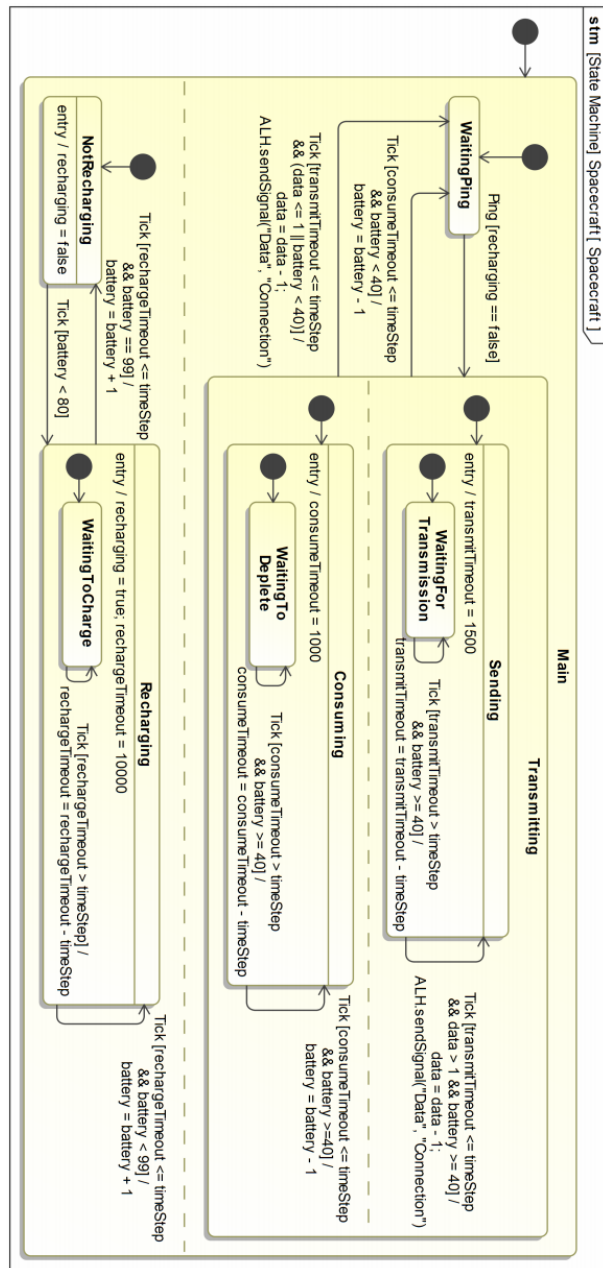 stm [State Machine] Spacecraft [ Spacecraft ]
Main
WaitingPing
Ping [recharging == false]
Tick [consumeTimeout <= timeStep
&& battery < 40] /
battery = battery - 1
Tick [transmitTimeout <= timeStep
&& (data <= 1 || battery < 40)] /
data = data - 1;
ALH.sendSignal("Data", "Connection")
Transmitting
Sending
entry / transmitTimeout = 1500
WaitingFor
Transmission
Tick [transmitTimeout > timeStep
&& battery >= 40] /
transmitTimeout = transmitTimeout - timeStep
Tick [transmitTimeout <= timeStep
&& data > 1 && battery >= 40] /
data = data - 1;
ALH.sendSignal("Data", "Connection")
Consuming
entry / consumeTimeout = 1000
WaitingTo
Deplete
Tick [consumeTimeout > timeStep
&& battery >= 40] /
consumeTimeout = consumeTimeout - timeStep
Tick [consumeTimeout <= timeStep
&& battery >=40] /
battery = battery - 1
NotRecharging
entry / recharging = false
Tick [rechargeTimeout <= timeStep
&& battery == 99] /
battery = battery + 1
Tick [battery < 80]
Recharging
entry / recharging = true; rechargeTimeout = 10000
WaitingToCharge
Tick [rechargeTimeout > timeStep] /
rechargeTimeout = rechargeTimeout - timeStep
Tick [rechargeTimeout <= timeStep
&& battery < 99] /
battery = battery + 1